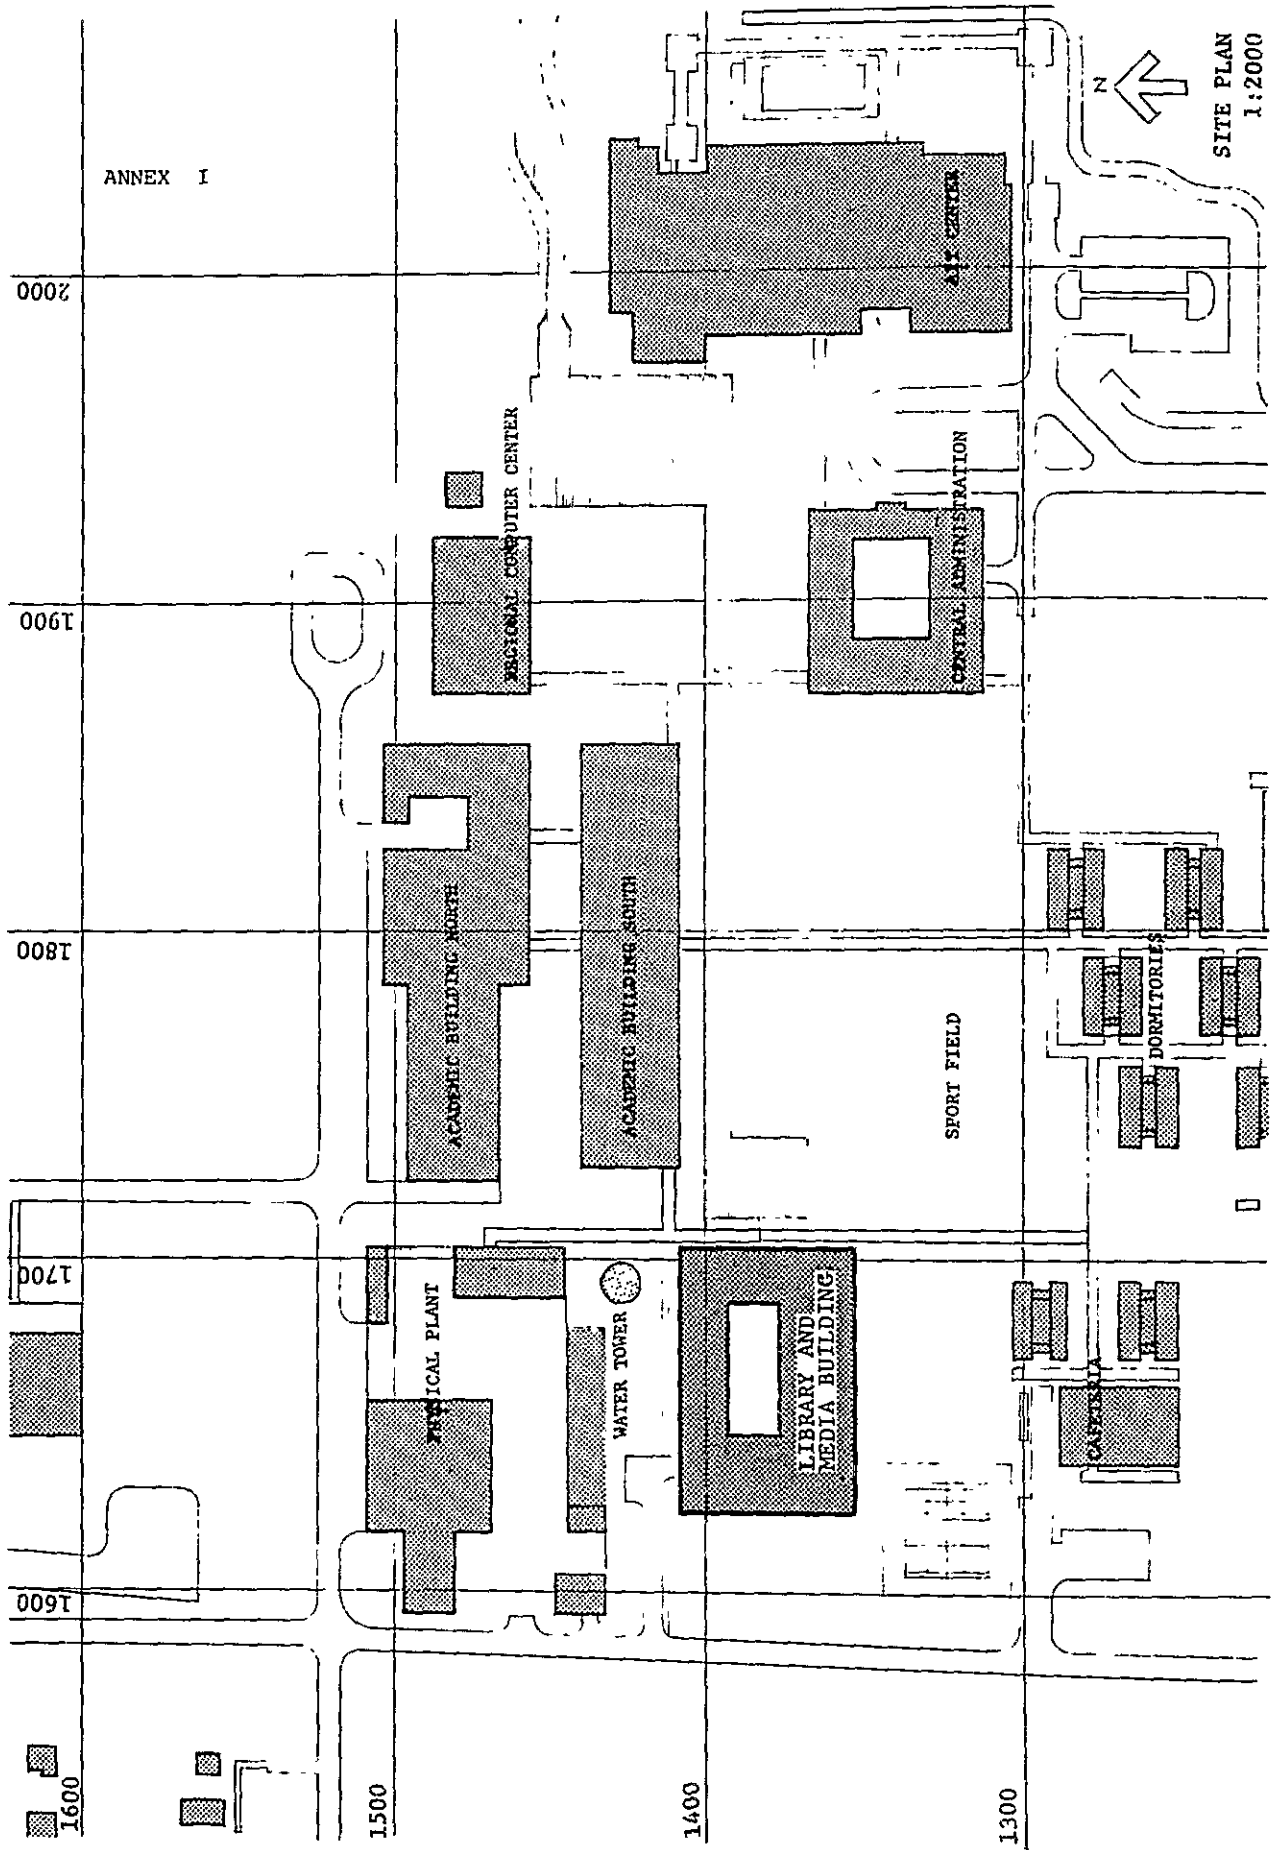 ANNEX I
2000
1900
1800
1700
1600
1600
1500
1400
1300
REGIONAL COMPUTER CENTER
ACADEMIC BUILDING NORTH
ACADEMIC BUILDING SOUTH
PHYSICAL PLANT
WATER TOWER
LIBRARY AND
MEDIA BUILDING
CENTRAL ADMINISTRATION
CENTER
SPORT FIELD
DORMITORIES
CAFETERIA
N
SITE PLAN
1:2000